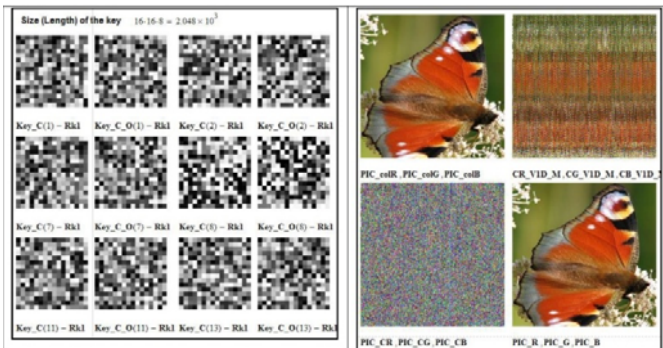 Size (Length) of the key 16·16·8 = 2.048 × 10³
Key_C(1) − Rk1 Key_C_O(1) − Rk1 Key_C(2) − Rk1 Key_C_O(2) − Rk1
Key_C(7) − Rk1 Key_C_O(7) − Rk1 Key_C(8) − Rk1 Key_C_O(8) − Rk1
Key_C(11) − Rk1 Key_C_O(11) − Rk1 Key_C(13) − Rk1 Key_C_O(13) − Rk1
PIC_colR , PIC_colG , PIC_colB CR_V1D_M , CG_V1D_M , CB_V1D_
PIC_CR , PIC_CG , PIC_CB PIC_R , PIC_G , PIC_B